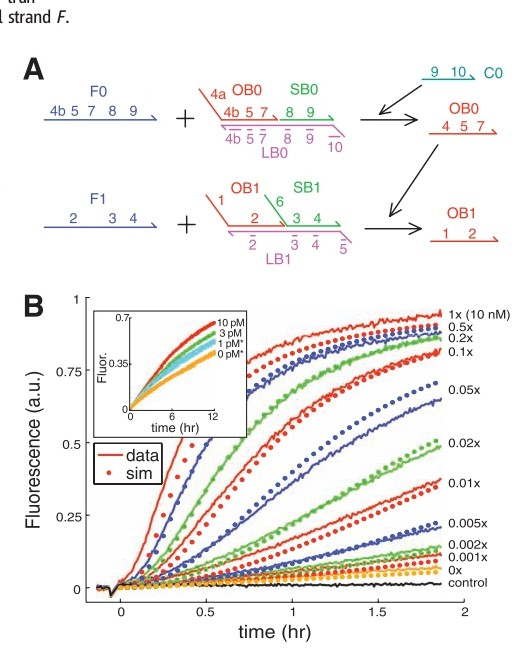 l strand F.
A
9 10 C0
F0
4b 5 7 8 9
+
4a OB0 SB0
4b 5 7 8 9
4b 5 7 8 9 10
LB0
OB0
4 5 7
F1
2 3 4
+
OB1 SB1
1 6
2 3 4
2 3 4 5
LB1
OB1
1 2
B
Fluorescence (a.u.)
1
0.75
0.5
0.25
0
0 0.5 1 1.5 2
time (hr)
Fluor.
0.7
0.35
0
0 6 12
time (hr)
10 pM
3 pM
1 pM*
0 pM*
data
sim
1x (10 nM)
0.5x
0.2x
0.1x
0.05x
0.02x
0.01x
0.005x
0.002x
0.001x
0x
control